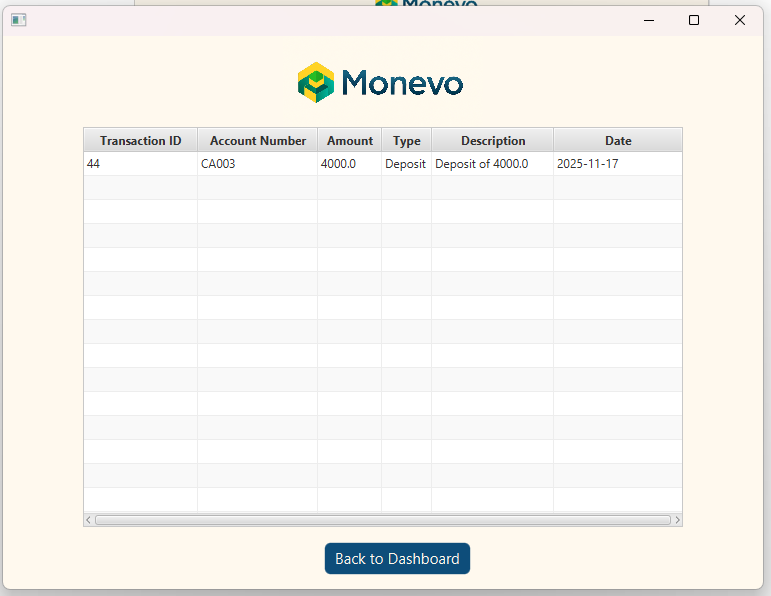 Monevo
Monevo
Transaction ID Account Number Amount Type Description Date
44 CA003 4000.0 Deposit Deposit of 4000.0 2025-11-17
Back to Dashboard